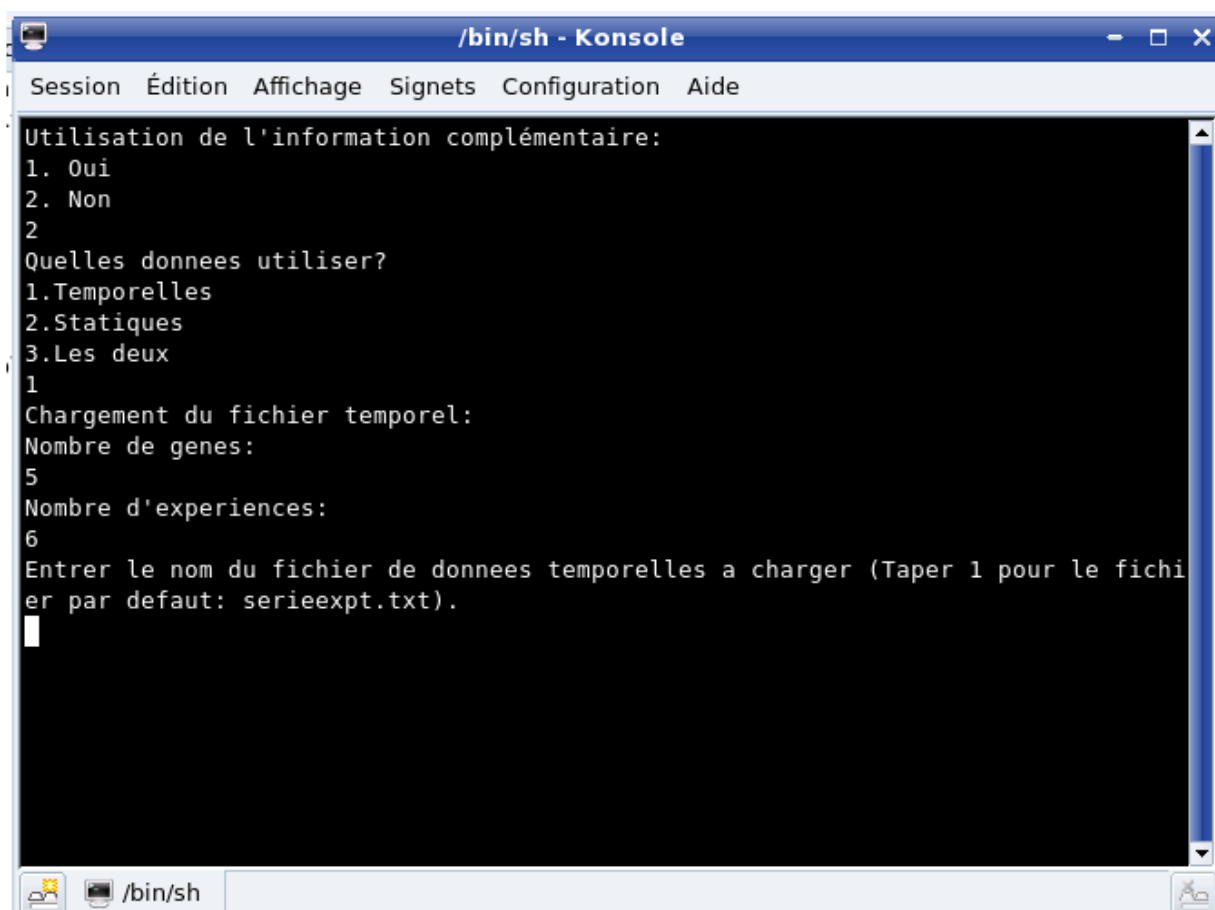 /bin/sh - Konsole
Session Édition Affichage Signets Configuration Aide
Utilisation de l'information complémentaire:
1. Oui
2. Non
2
Quelles donnees utiliser?
1.Temporelles
2.Statiques
3.Les deux
1
Chargement du fichier temporel:
Nombre de genes:
5
Nombre d'experiences:
6
Entrer le nom du fichier de donnees temporelles a charger (Taper 1 pour le fichi
er par defaut: serieexpt.txt).
/bin/sh